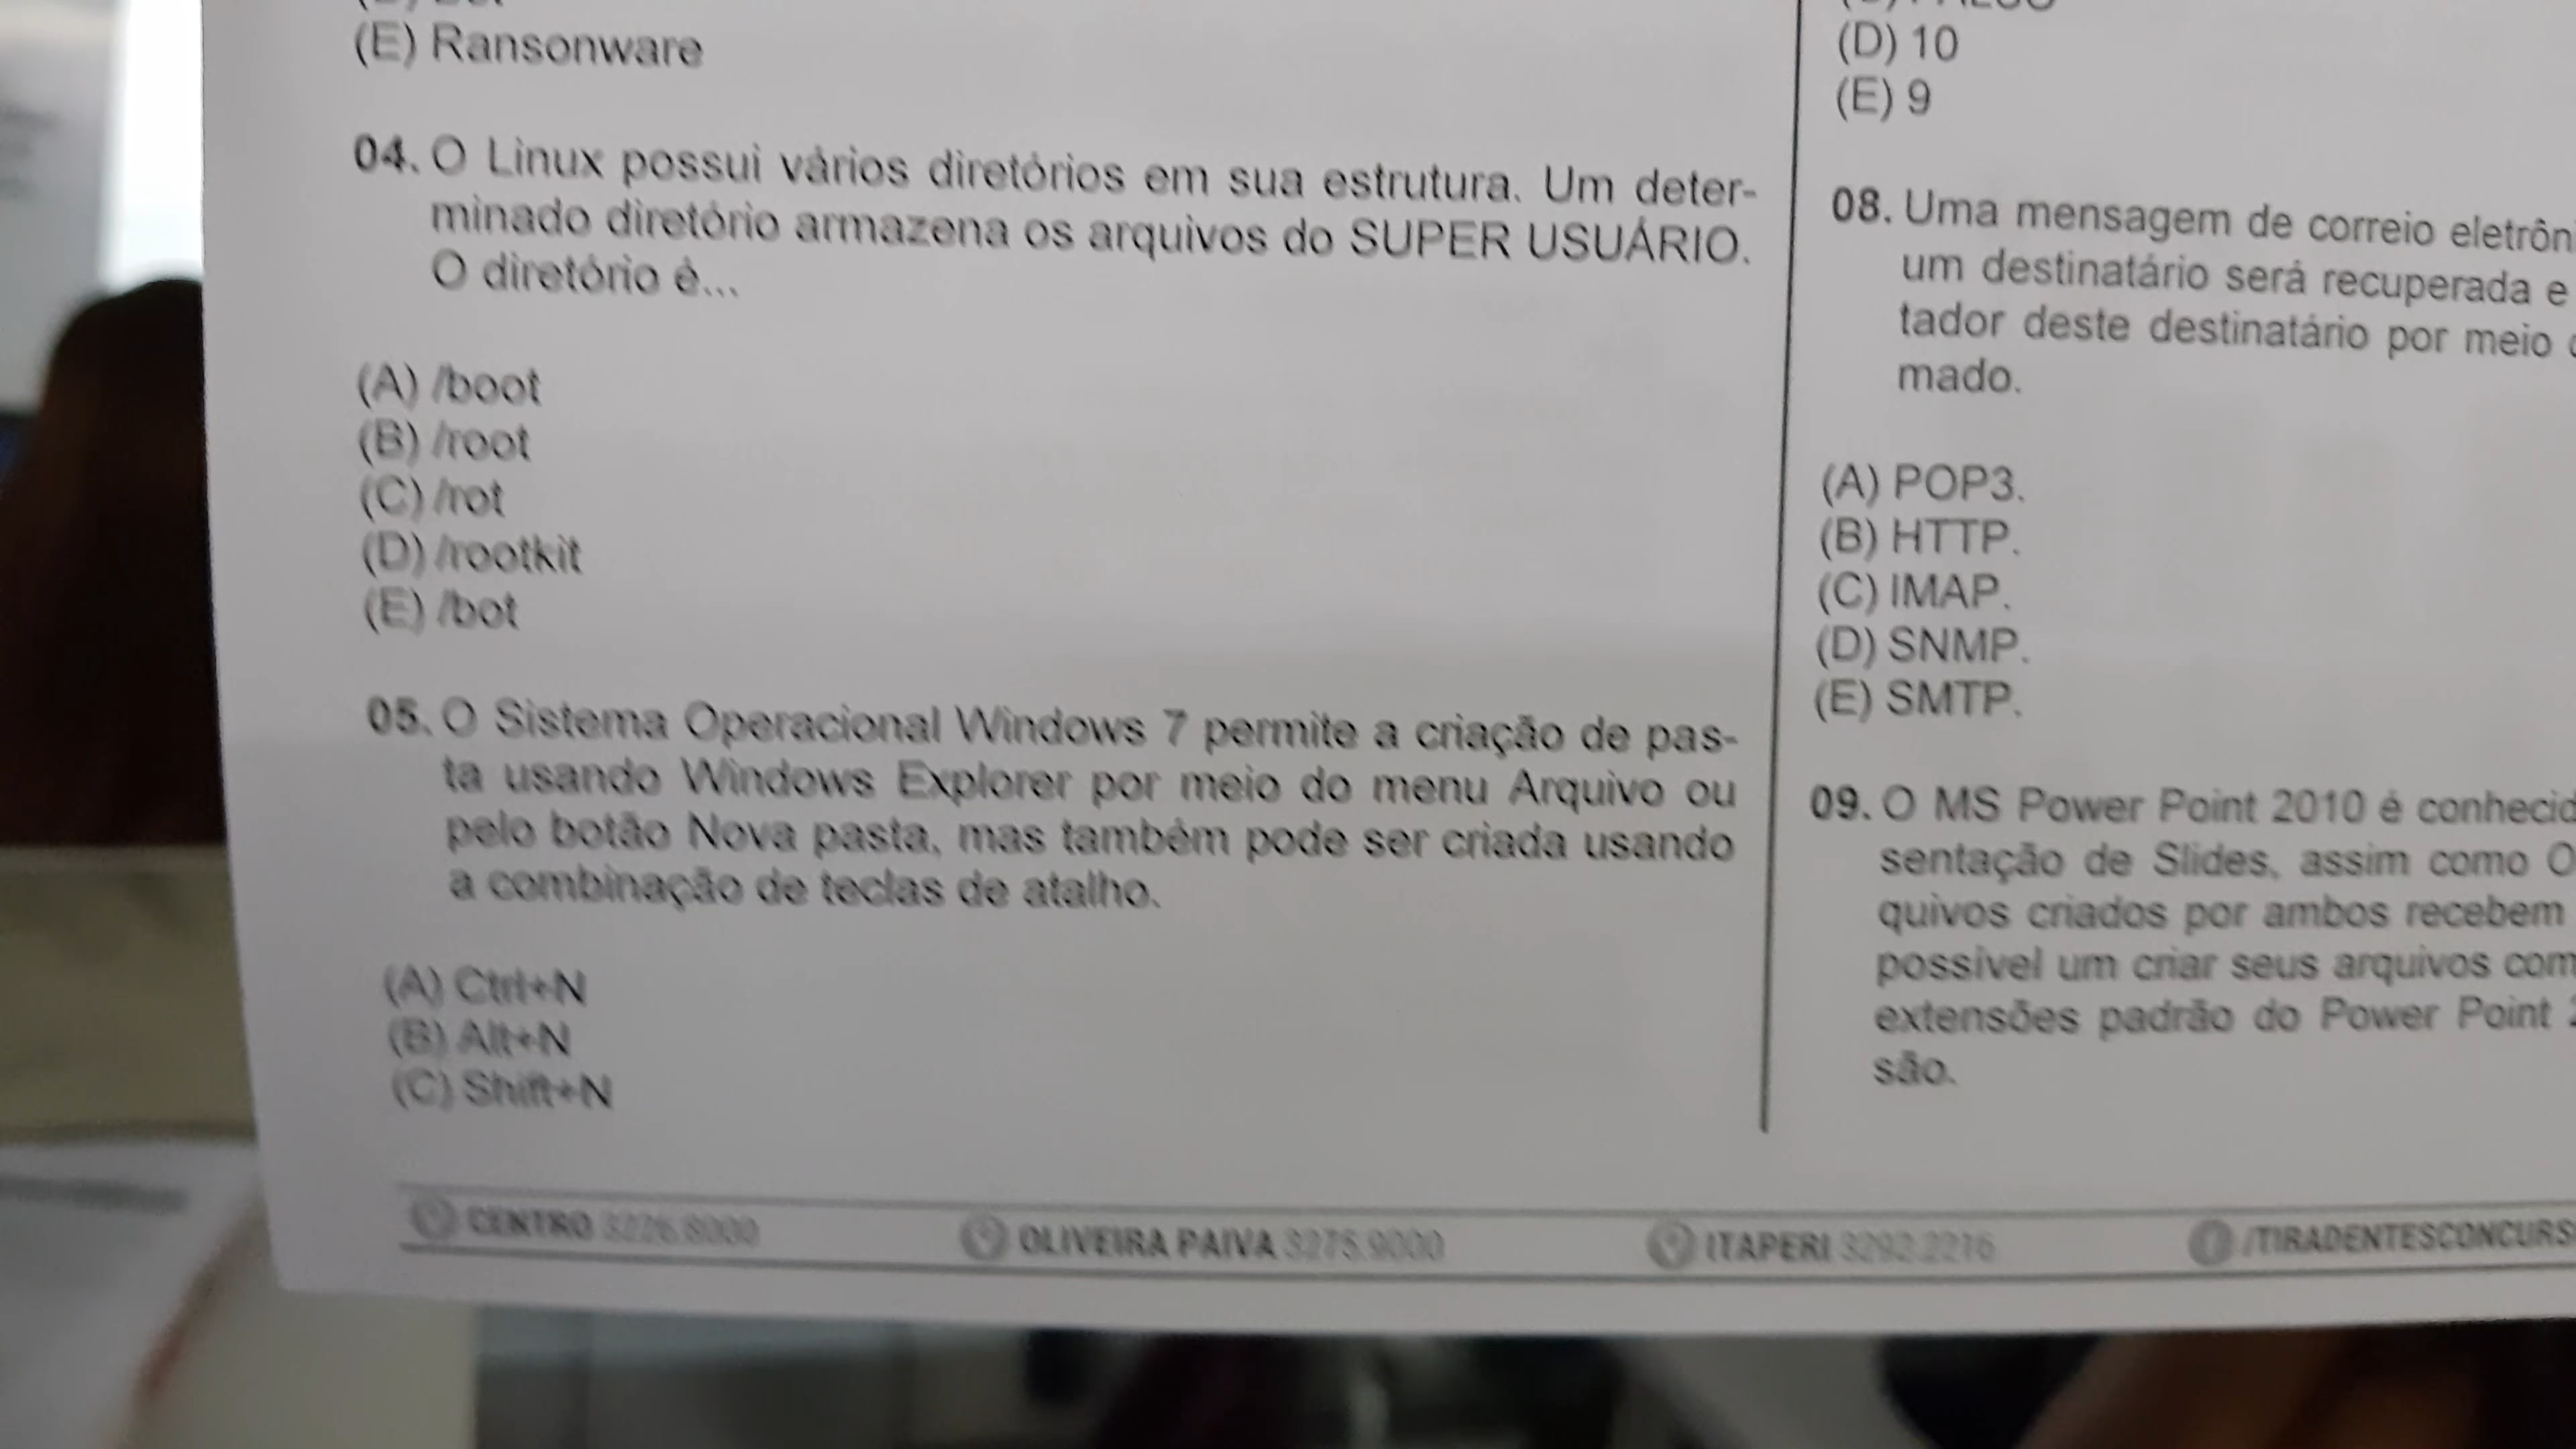 (E) Ransonware
04. O Linux possui vários diretórios em sua estrutura. Um deter-
minado diretório armazena os arquivos do SUPER USUÁRIO.
O diretório é...
(A) /boot
(B) /root
(C) /rot
(D) /rootkit
(E) /bot
05. O Sistema Operacional Windows 7 permite a criação de pas-
ta usando Windows Explorer por meio do menu Arquivo ou
pelo botão Nova pasta, mas também pode ser criada usando
a combinação de teclas de atalho.
(A) Ctrl+N
(B) Alt+N
(C) Shift+N
(D) 10
(E) 9
08. Uma mensagem de correio eletrôn
um destinatário será recuperada e
tador deste destinatário por meio
mado.
(A) POP3.
(B) HTTP.
(C) IMAP.
(D) SNMP.
(E) SMTP.
09. O MS Power Point 2010 é conhecid
sentação de Slides, assim como O
quivos criados por ambos recebem
possível um criar seus arquivos com
extensões padrão do Power Point
são.
CENTRO 3226.8000 OLIVEIRA PAIVA 3275.9000 ITAPERI 3292.2216 /TIRADENTESCONCURS